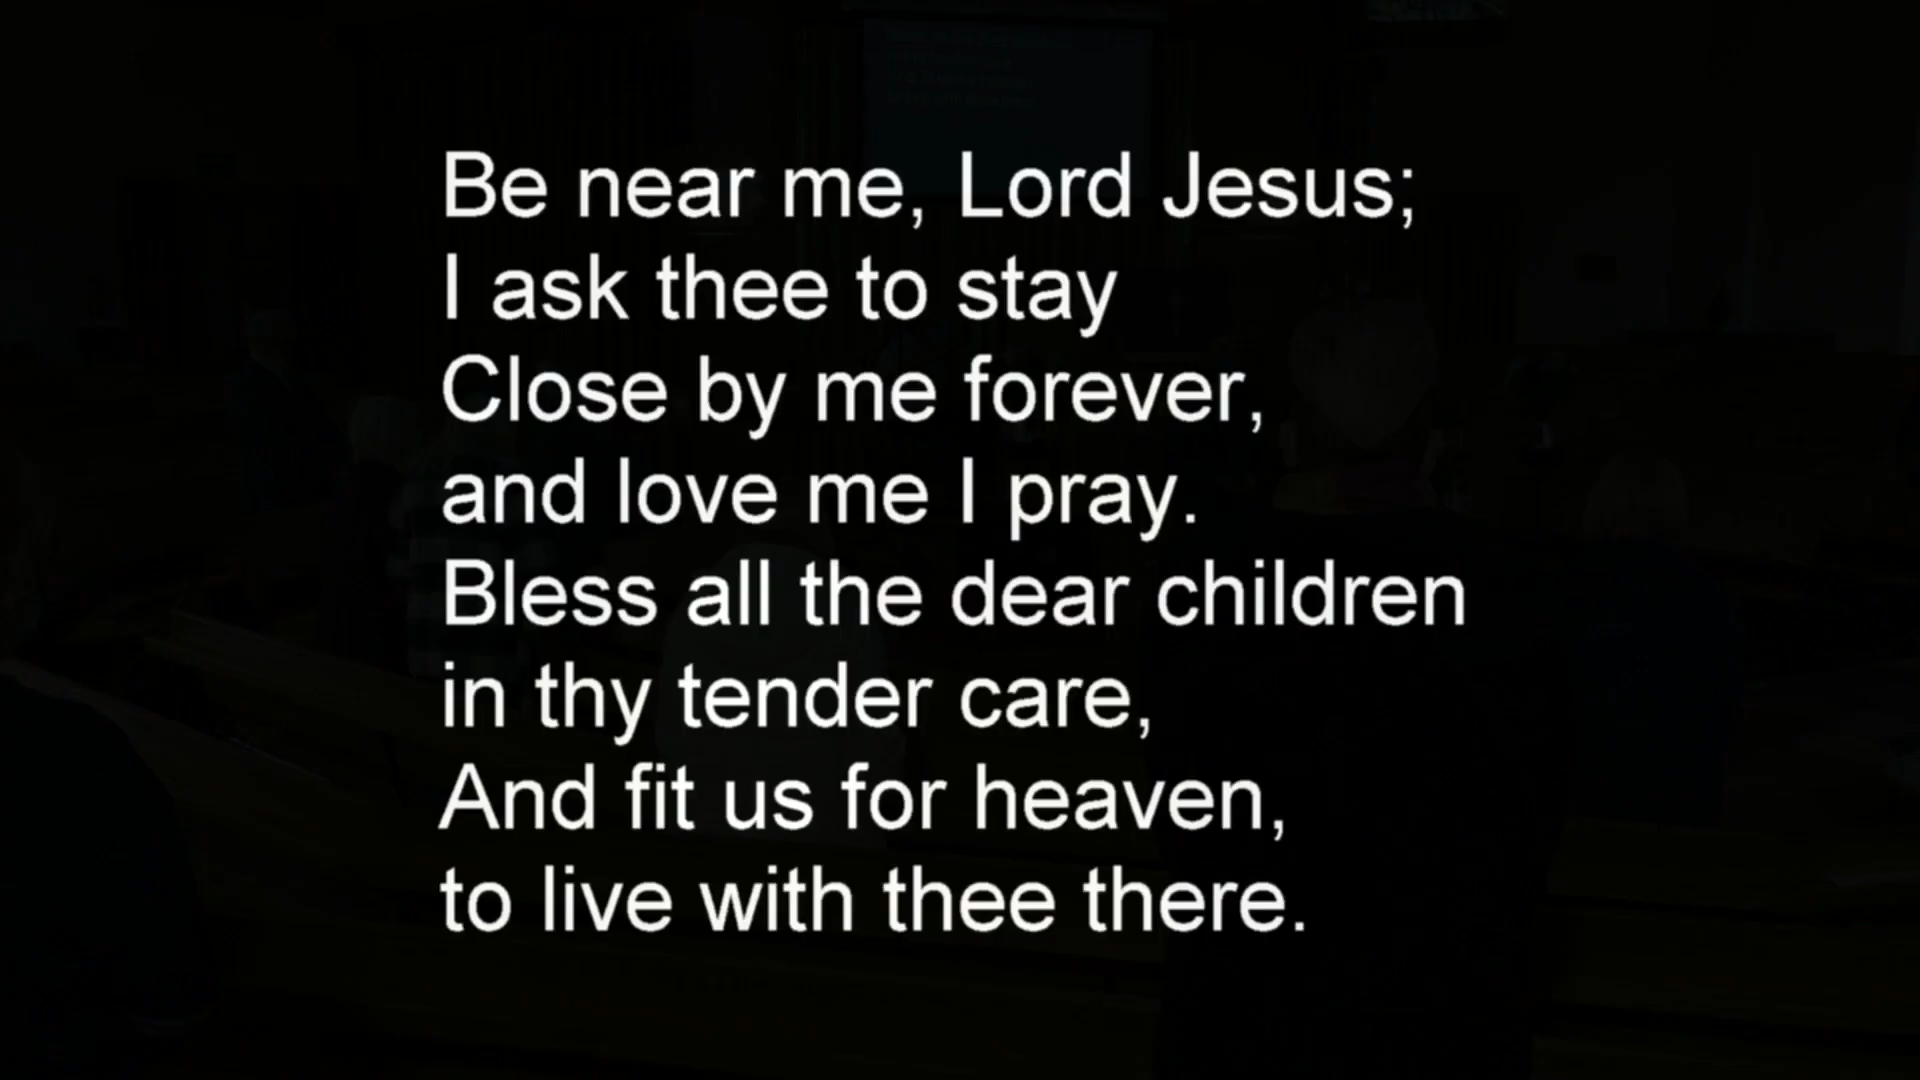 Be near me, Lord Jesus;
I ask thee to stay
Close by me forever,
and love me I pray.
Bless all the dear children
in thy tender care,
And fit us for heaven,
to live with thee there.